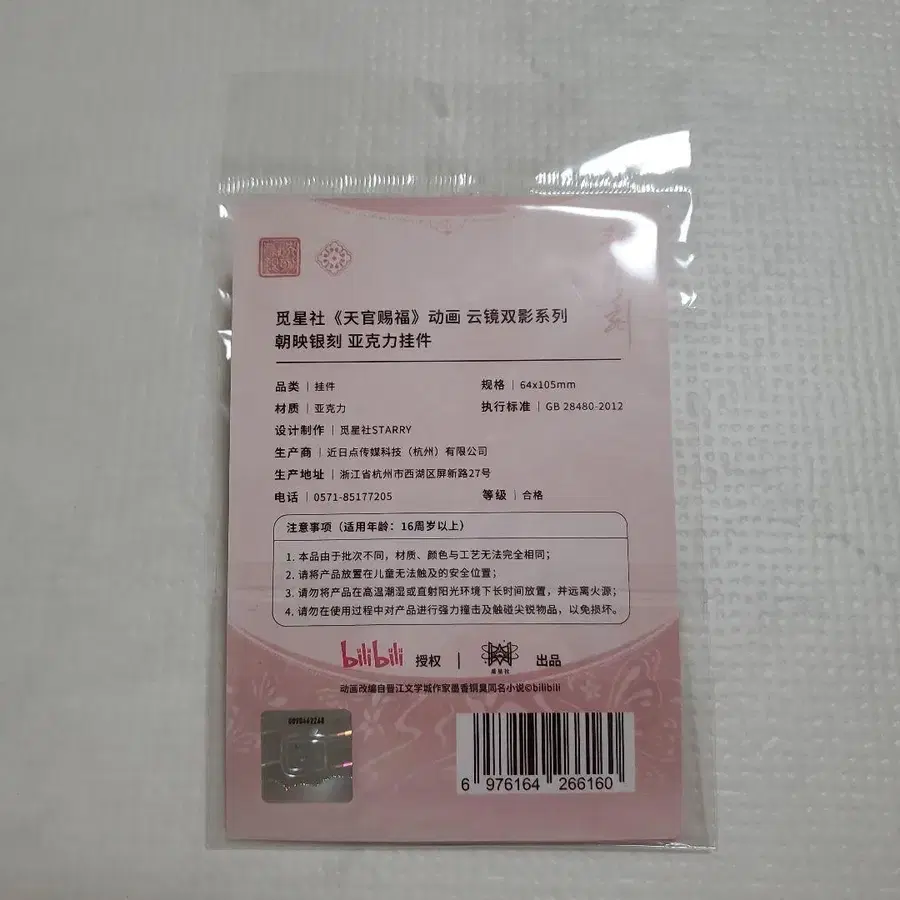 觅星社《天官赐福》动画 云镜双影系列
朝映银刻 亚克力挂件
品类｜挂件 规格｜64x105mm
材质｜亚克力 执行标准｜GB 28480-2012
设计制作｜觅星社STARRY
生产商｜近日点传媒科技（杭州）有限公司
生产地址｜浙江省杭州市西湖区屏新路27号
电话｜0571-85177205 等级｜合格
注意事项（适用年龄：16周岁以上）
1. 本品由于批次不同，材质、颜色与工艺无法完全相同；
2. 请将产品放置在儿童无法触及的安全位置；
3. 请勿将产品在高温潮湿或直射阳光环境下长时间放置，并远离火源；
4. 请勿在使用过程中对产品进行强力撞击及触碰尖锐物品，以免损坏。
bilibili 授权｜觅星社 出品
动画改编自晋江文学城作家墨香铜臭同名小说©bilibili
6 976164 266160